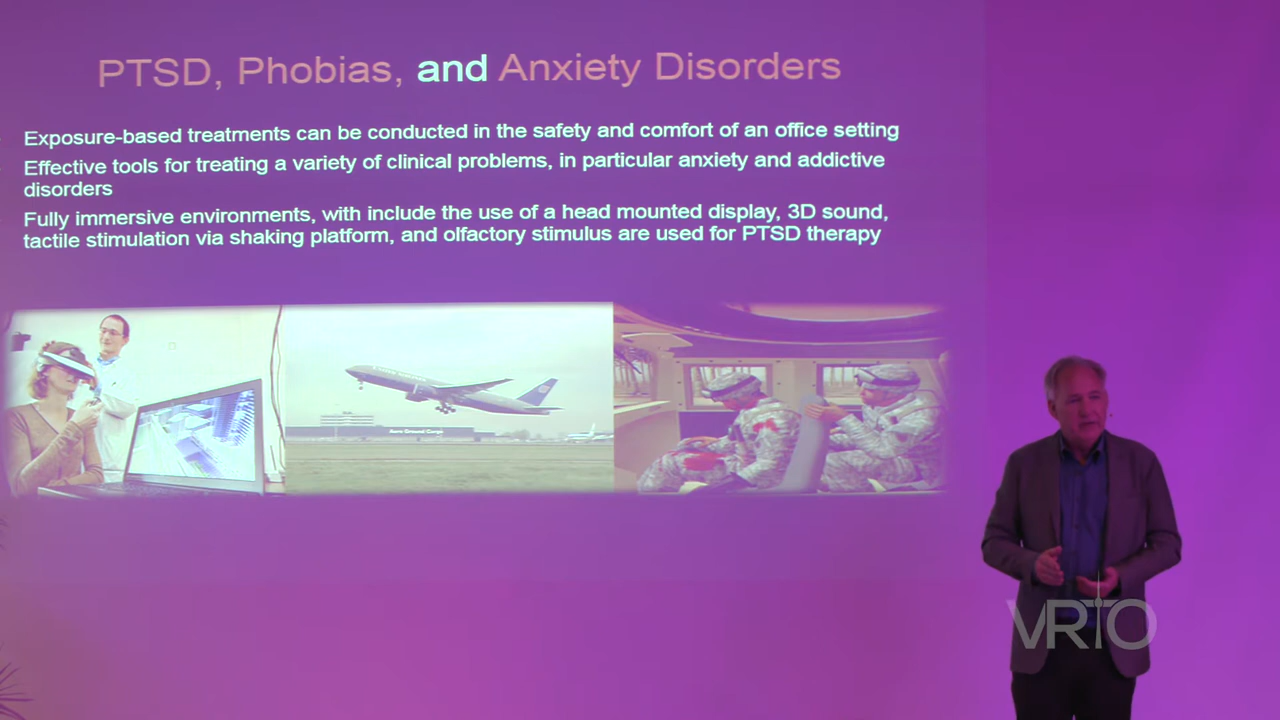 PTSD, Phobias, and Anxiety Disorders
Exposure-based treatments can be conducted in the safety and comfort of an office setting
Effective tools for treating a variety of clinical problems, in particular anxiety and addictive
disorders
Fully immersive environments, with include the use of a head mounted display, 3D sound,
tactile stimulation via shaking platform, and olfactory stimulus are used for PTSD therapy
Aero Ground Cargo
VRTO